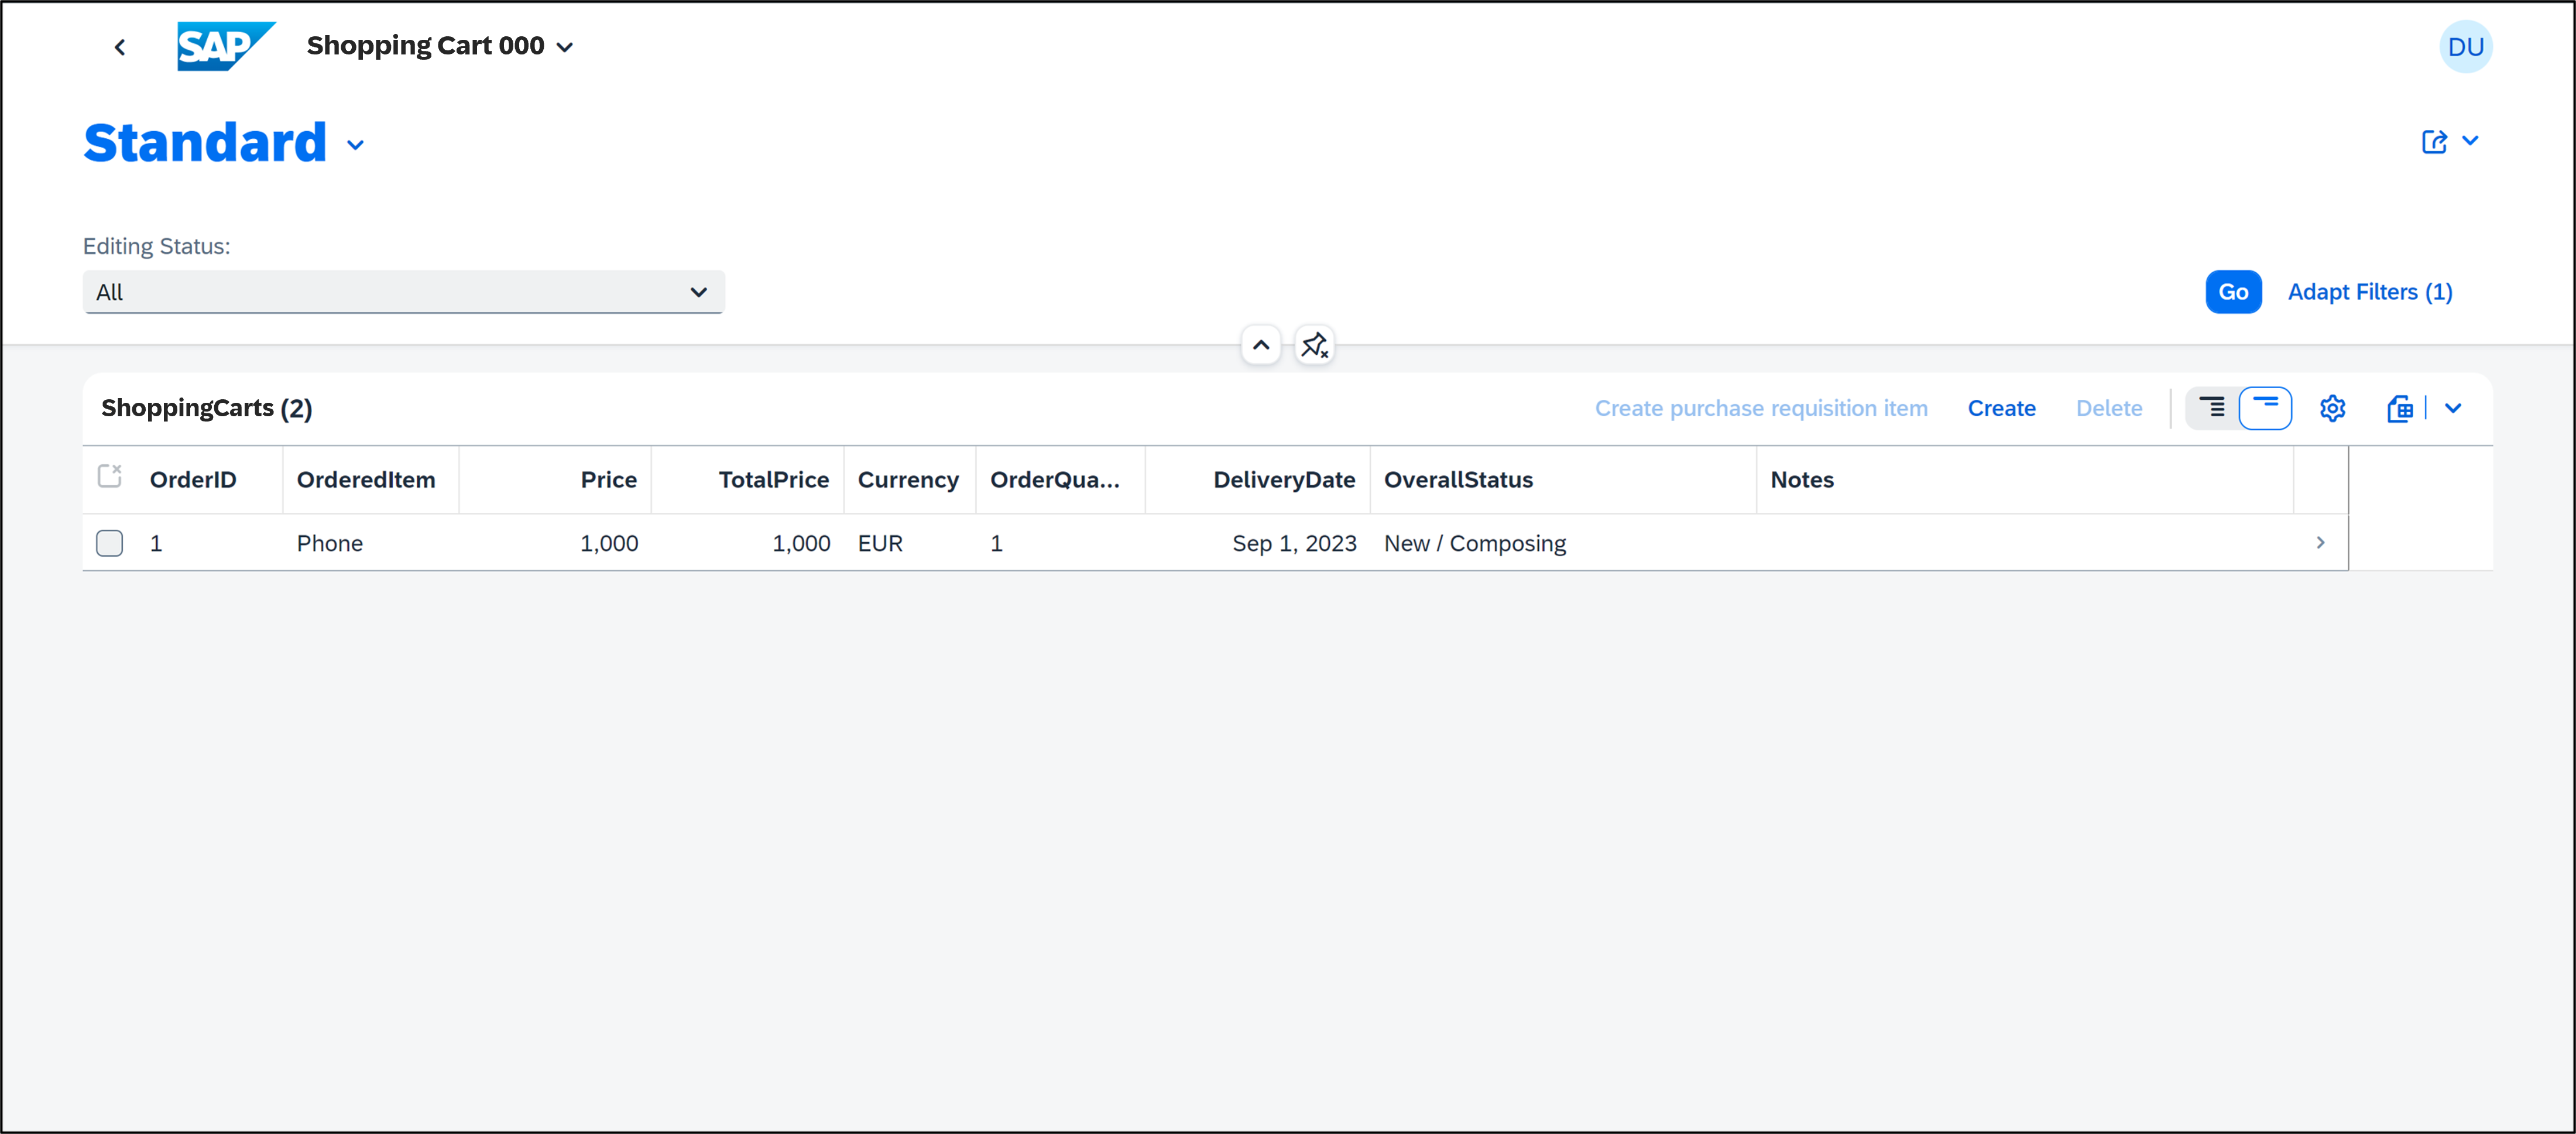 SAP Shopping Cart 000 DU
Standard
Editing Status:
All Go Adapt Filters (1)
ShoppingCarts (2) Create purchase requisition item Create Delete
OrderID OrderedItem Price TotalPrice Currency OrderQua... DeliveryDate OverallStatus Notes
1 Phone 1,000 1,000 EUR 1 Sep 1, 2023 New / Composing